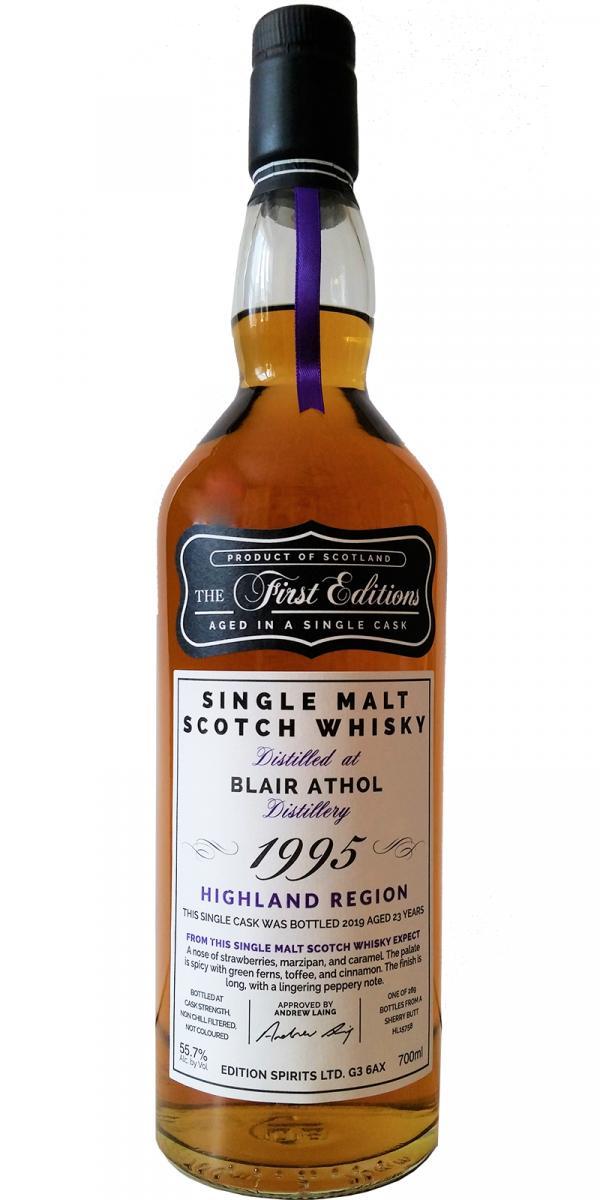 PRODUCT OF SCOTLAND
THE First Editions
AGED IN A SINGLE CASK
SINGLE MALT
SCOTCH WHISKY
Distilled at
BLAIR ATHOL
Distillery
1995
HIGHLAND REGION
THIS SINGLE CASK WAS BOTTLED 2019 AGED 23 YEARS
FROM THIS SINGLE MALT SCOTCH WHISKY EXPECT
A nose of strawberries, marzipan, and caramel. The palate
is spicy with green ferns, toffee, and cinnamon. The finish is
long, with a lingering peppery note.
BOTTLED AT
CASK STRENGTH,
NON CHILL FILTERED,
NOT COLOURED
APPROVED BY
ANDREW LAING
Andrew Laing
ONE OF 289
BOTTLES FROM A
SHERRY BUTT
HL15758
55.7%
Alc. by Vol.
EDITION SPIRITS LTD. G3 6AX
700ml